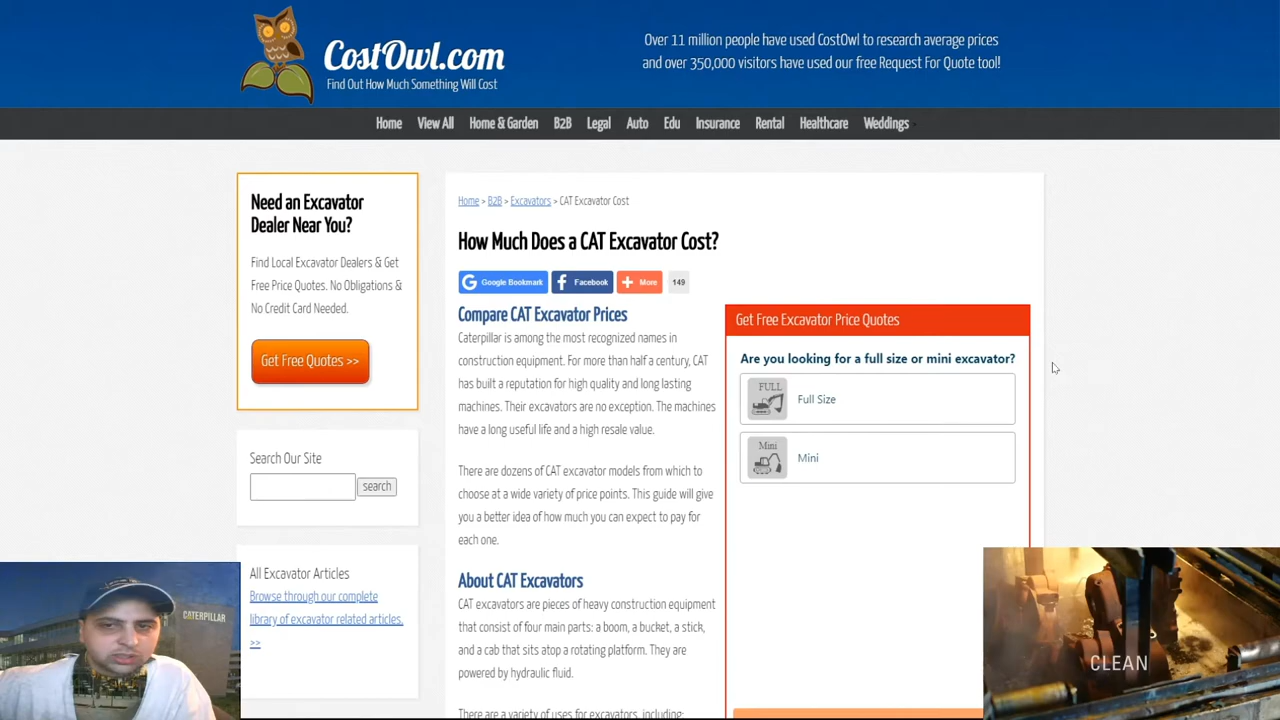 CostOwl.com
Find Out How Much Something Will Cost
Over 11 million people have used CostOwl to research average prices
and over 350,000 visitors have used our free Request For Quote tool!
Home View All Home & Garden B2B Legal Auto Edu Insurance Rental Healthcare Weddings
Need an Excavator
Dealer Near You?
Find Local Excavator Dealers & Get
Free Price Quotes. No Obligations &
No Credit Card Needed.
Get Free Quotes >>
Search Our Site
search
All Excavator Articles
Browse through our complete
library of excavator related articles.
>>
Home > B2B > Excavators > CAT Excavator Cost
How Much Does a CAT Excavator Cost?
Google Bookmark Facebook More 149
Compare CAT Excavator Prices
Caterpillar is among the most recognized names in
construction equipment. For more than half a century, CAT
has built a reputation for high quality and long lasting
machines. Their excavators are no exception. The machines
have a long useful life and a high resale value.
There are dozens of CAT excavator models from which to
choose at a wide variety of price points. This guide will give
you a better idea of how much you can expect to pay for
each one.
About CAT Excavators
CAT excavators are pieces of heavy construction equipment
that consist of four main parts: a boom, a bucket, a stick,
and a cab that sits atop a rotating platform. They are
powered by hydraulic fluid.
There are a variety of uses for excavators, including:
Get Free Excavator Price Quotes
Are you looking for a full size or mini excavator?
FULL
Full Size
Mini
Mini
CATERPILLAR
CLEAN